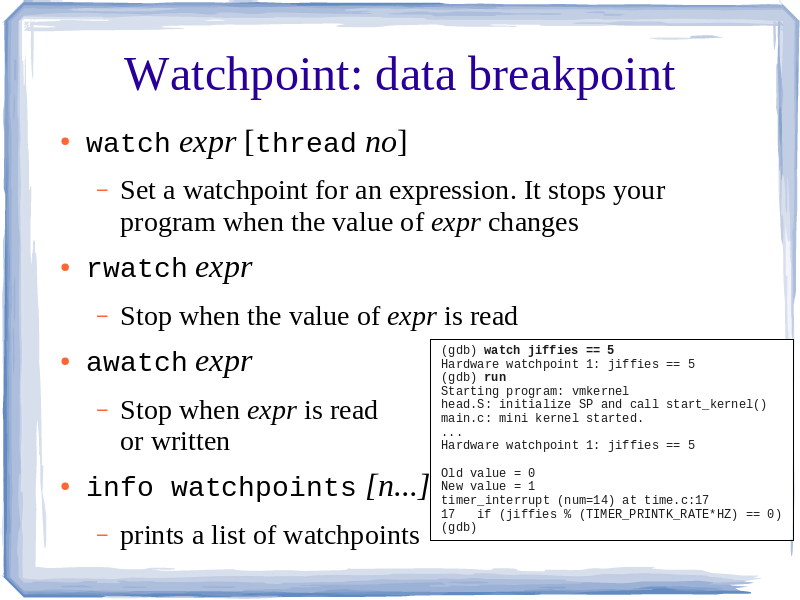 Watchpoint: data breakpoint
• watch expr [thread no]
– Set a watchpoint for an expression. It stops your
program when the value of expr changes
• rwatch expr
– Stop when the value of expr is read
• awatch expr
– Stop when expr is read
or written
• info watchpoints [n...]
– prints a list of watchpoints
(gdb) watch jiffies == 5
Hardware watchpoint 1: jiffies == 5
(gdb) run
Starting program: vmkernel
head.S: initialize SP and call start_kernel()
main.c: mini kernel started.
...
Hardware watchpoint 1: jiffies == 5
Old value = 0
New value = 1
timer_interrupt (num=14) at time.c:17
17   if (jiffies % (TIMER_PRINTK_RATE*HZ) == 0)
(gdb)